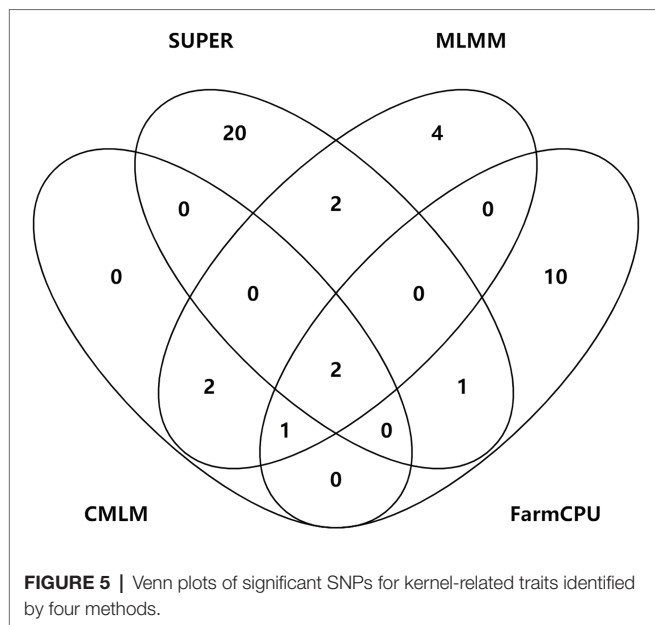 SUPER MLMM
20 4
0 2 0
0 0 0 10
2 2 1
1 0
0
CMLM FarmCPU
FIGURE 5 | Venn plots of significant SNPs for kernel-related traits identified
by four methods.